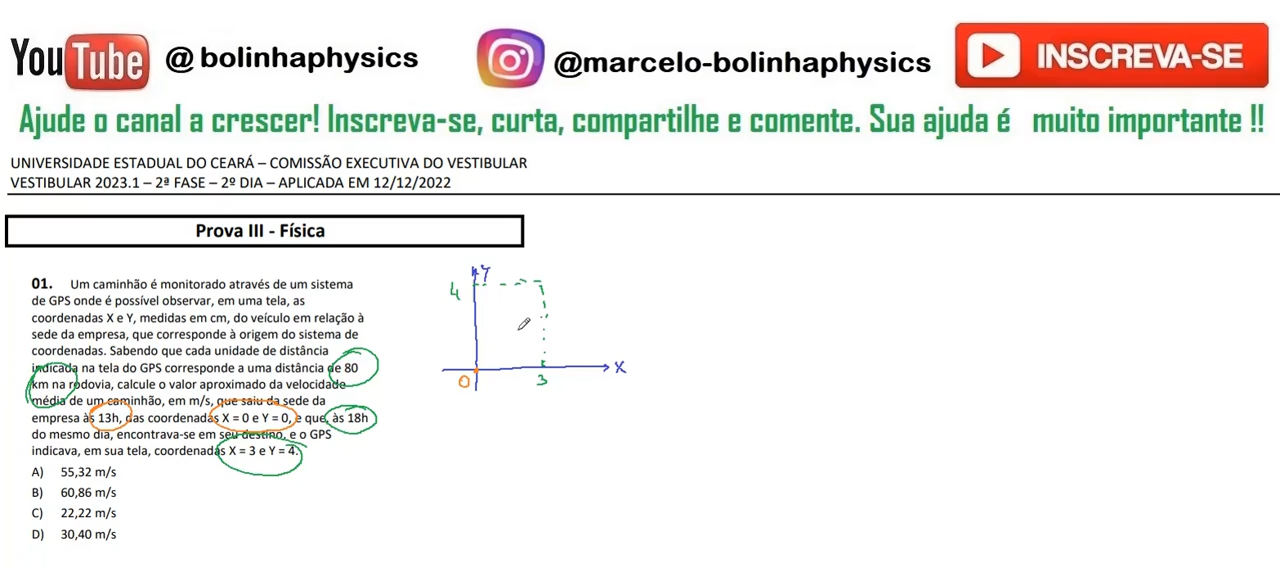 YouTube @bolinhaphysics @marcelo-bolinhaphysics INSCREVA-SE
Ajude o canal a crescer! Inscreva-se, curta, compartilhe e comente. Sua ajuda é muito importante !!
UNIVERSIDADE ESTADUAL DO CEARÁ – COMISSÃO EXECUTIVA DO VESTIBULAR
VESTIBULAR 2023.1 – 2ª FASE – 2º DIA – APLICADA EM 12/12/2022
Prova III - Física
01. Um caminhão é monitorado através de um sistema
de GPS onde é possível observar, em uma tela, as
coordenadas X e Y, medidas em cm, do veículo em relação à
sede da empresa, que corresponde à origem do sistema de
coordenadas. Sabendo que cada unidade de distância
indicada na tela do GPS corresponde a uma distância de 80
km na rodovia, calcule o valor aproximado da velocidade
média de um caminhão, em m/s, que saiu da sede da
empresa às 13h, das coordenadas X = 0 e Y = 0, e que, às 18h
do mesmo dia, encontrava-se em seu destino, e o GPS
indicava, em sua tela, coordenadas X = 3 e Y = 4.
A) 55,32 m/s
B) 60,86 m/s
C) 22,22 m/s
D) 30,40 m/s
Y
4
X
0
3